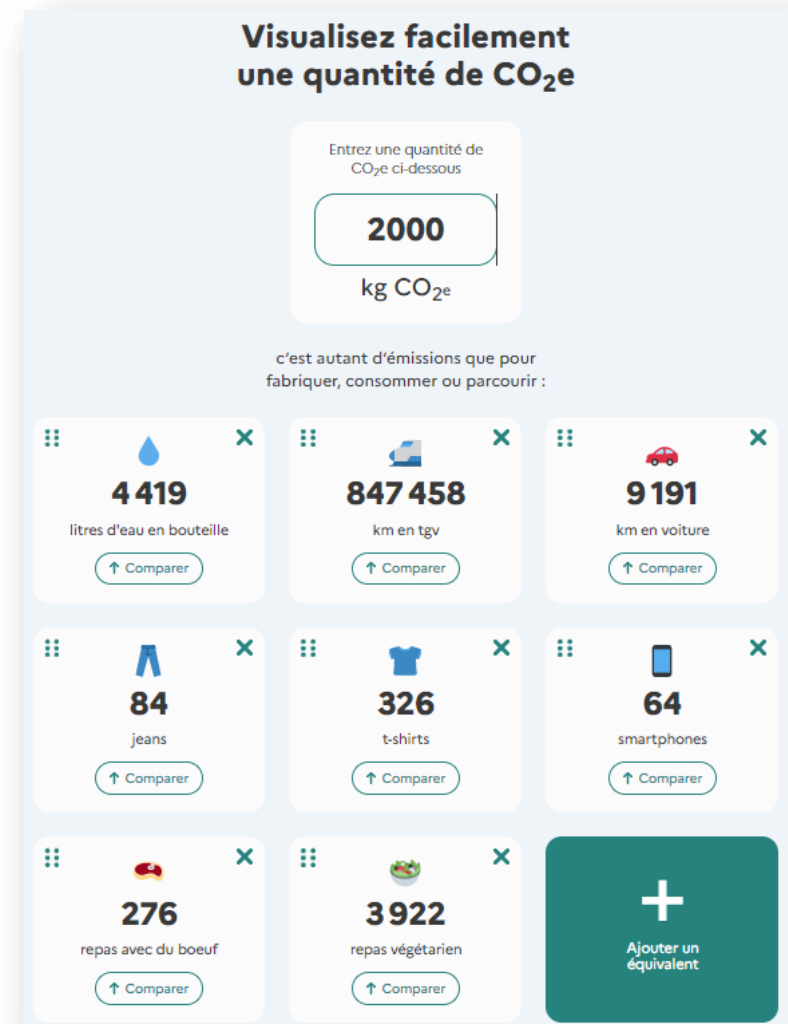 Visualisez facilement
une quantité de CO₂e
Entrez une quantité de
CO₂e ci-dessous
2000
kg CO₂e
c'est autant d'émissions que pour
fabriquer, consommer ou parcourir :
4 419
litres d'eau en bouteille
↑ Comparer
847 458
km en tgv
↑ Comparer
9 191
km en voiture
↑ Comparer
84
jeans
↑ Comparer
326
t-shirts
↑ Comparer
64
smartphones
↑ Comparer
276
repas avec du boeuf
↑ Comparer
3 922
repas végétarien
↑ Comparer
Ajouter un
équivalent